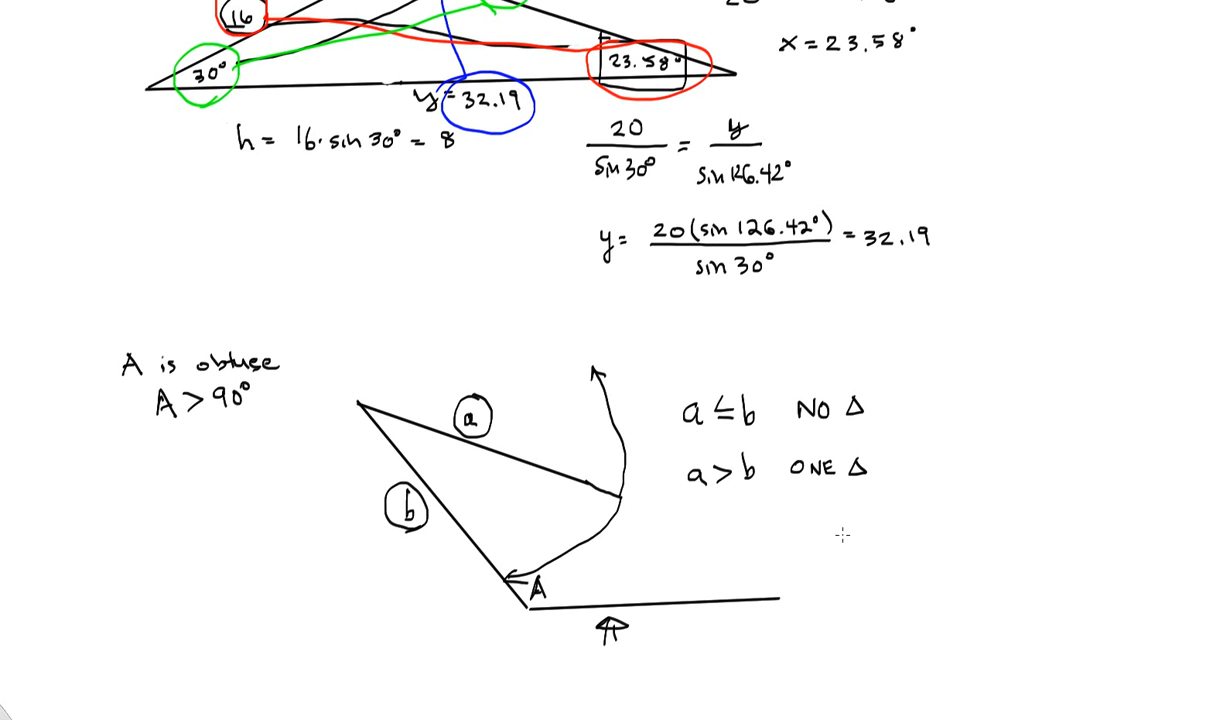 16
x = 23.58°
30°
23.58°
y = 32.19
h = 16 · sin 30° = 8
20 / sin 30° = y / sin 126.42°
y = 20 (sin 126.42°) / sin 30° = 32.19
A is obtuse
A > 90°
a
b
A
a ≤ b NO Δ
a > b ONE Δ